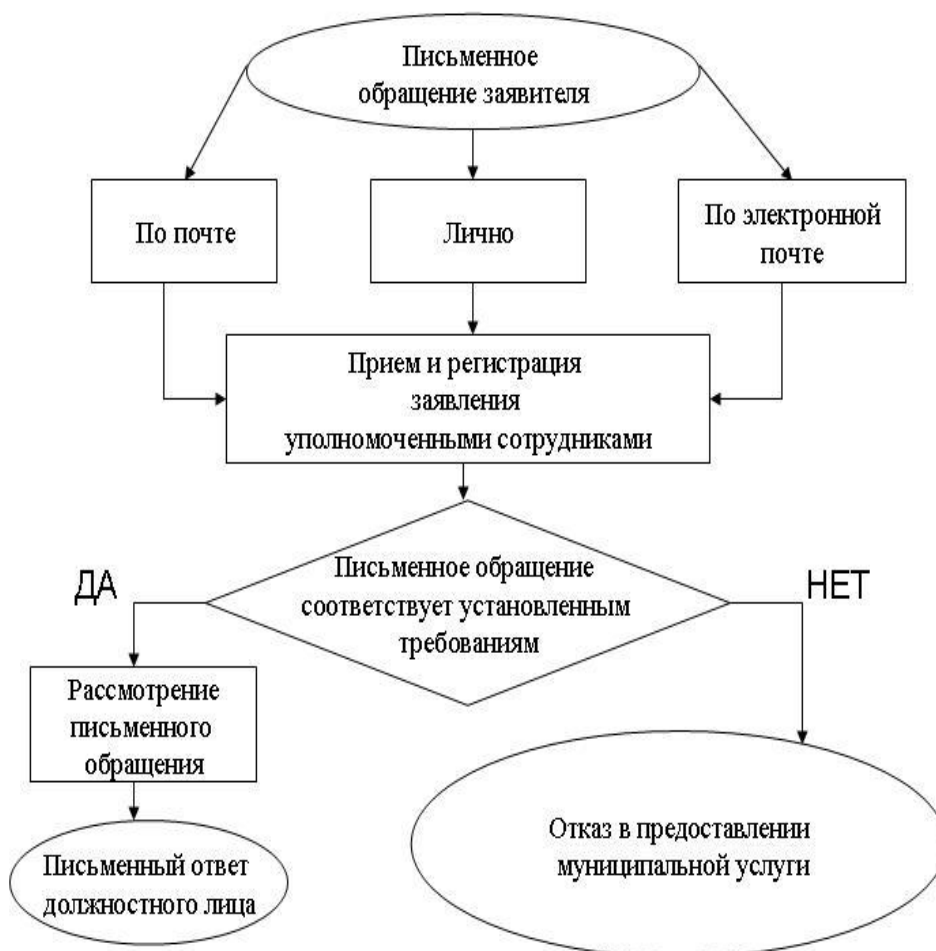 Письменное
обращение заявителя
По почте
Лично
По электронной
почте
Прием и регистрация
заявления
уполномоченными сотрудниками
Письменное обращение
соответствует установленным
требованиям
ДА
НЕТ
Рассмотрение
письменного
обращения
Отказ в предоставлении
муниципальной услуги
Письменный ответ
должностного лица